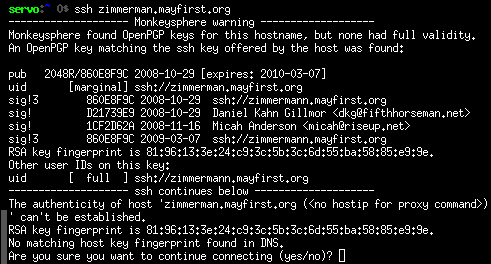 servo:~ 0$ ssh zimmerman.mayfirst.org
-------------------- Monkeysphere warning -------------------
Monkeysphere found OpenPGP keys for this hostname, but none had full validity.
An OpenPGP key matching the ssh key offered by the host was found:
pub   2048R/860E8F9C 2008-10-29 [expires: 2010-03-07]
uid       [marginal] ssh://zimmerman.mayfirst.org
sig!3        860E8F9C 2008-10-29  ssh://zimmermann.mayfirst.org
sig!         D21739E9 2008-10-29  Daniel Kahn Gillmor <dkg@fifthhorseman.net>
sig!         1CF2D62A 2008-11-16  Micah Anderson <micah@riseup.net>
sig!3        860E8F9C 2009-03-07  ssh://zimmermann.mayfirst.org
RSA key fingerprint is 81:96:13:3e:24:c9:3c:5b:3c:6d:55:ba:58:85:e9:9e.
Other user IDs on this key:
uid       [  full  ] ssh://zimmermann.mayfirst.org
-------------------- ssh continues below --------------------
The authenticity of host 'zimmerman.mayfirst.org (<no hostip for proxy command>)
' can't be established.
RSA key fingerprint is 81:96:13:3e:24:c9:3c:5b:3c:6d:55:ba:58:85:e9:9e.
No matching host key fingerprint found in DNS.
Are you sure you want to continue connecting (yes/no)?